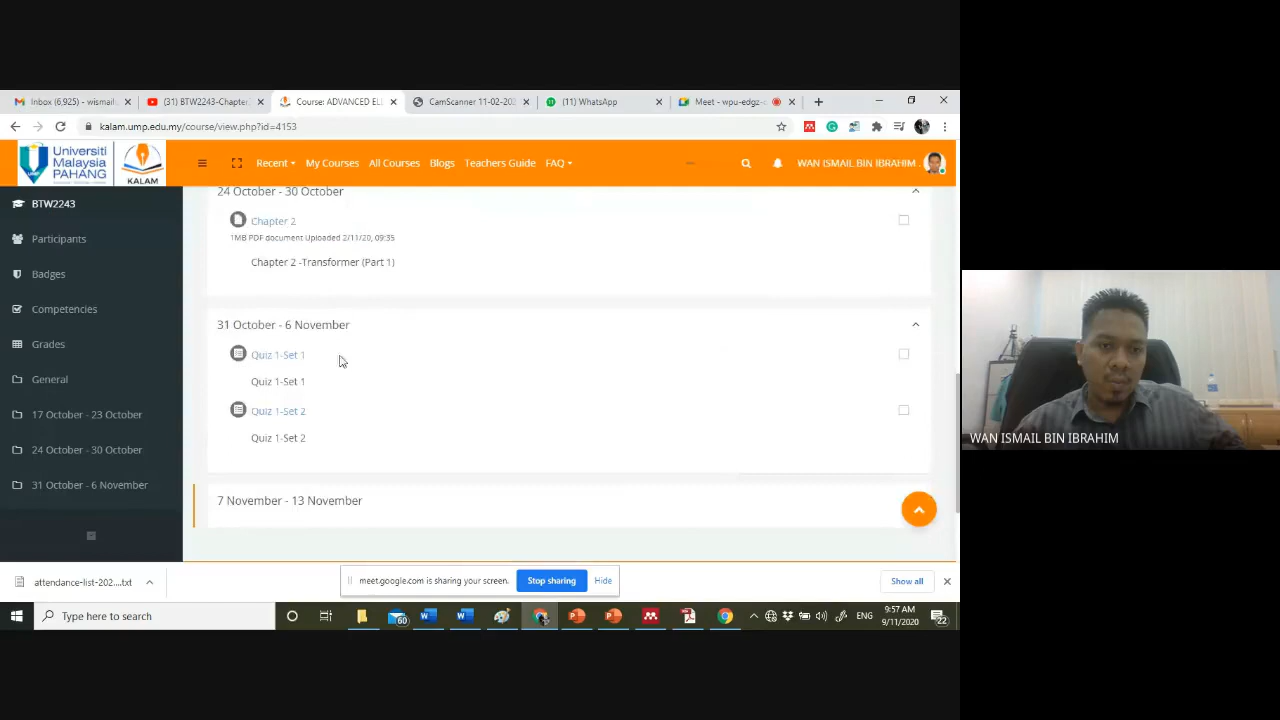 Inbox (6,925) - wismail
(31) BTW2243-Chapter
Course: ADVANCED EL
CamScanner 11-02-202
(11) WhatsApp
Meet - wpu-edgz-
kalam.ump.edu.my/course/view.php?id=4153
Universiti
Malaysia
PAHANG
UMP
KALAM
Recent
My Courses
All Courses
Blogs
Teachers Guide
FAQ
WAN ISMAIL BIN IBRAHIM .
BTW2243
Participants
Badges
Competencies
Grades
General
17 October - 23 October
24 October - 30 October
31 October - 6 November
24 October - 30 October
Chapter 2
1MB PDF document Uploaded 2/11/20, 09:35
Chapter 2 -Transformer (Part 1)
31 October - 6 November
Quiz 1-Set 1
Quiz 1-Set 1
Quiz 1-Set 2
Quiz 1-Set 2
7 November - 13 November
WAN ISMAIL BIN IBRAHIM
attendance-list-202....txt
meet.google.com is sharing your screen.
Stop sharing
Hide
Show all
Type here to search
60
ENG
9:57 AM
9/11/2020
22